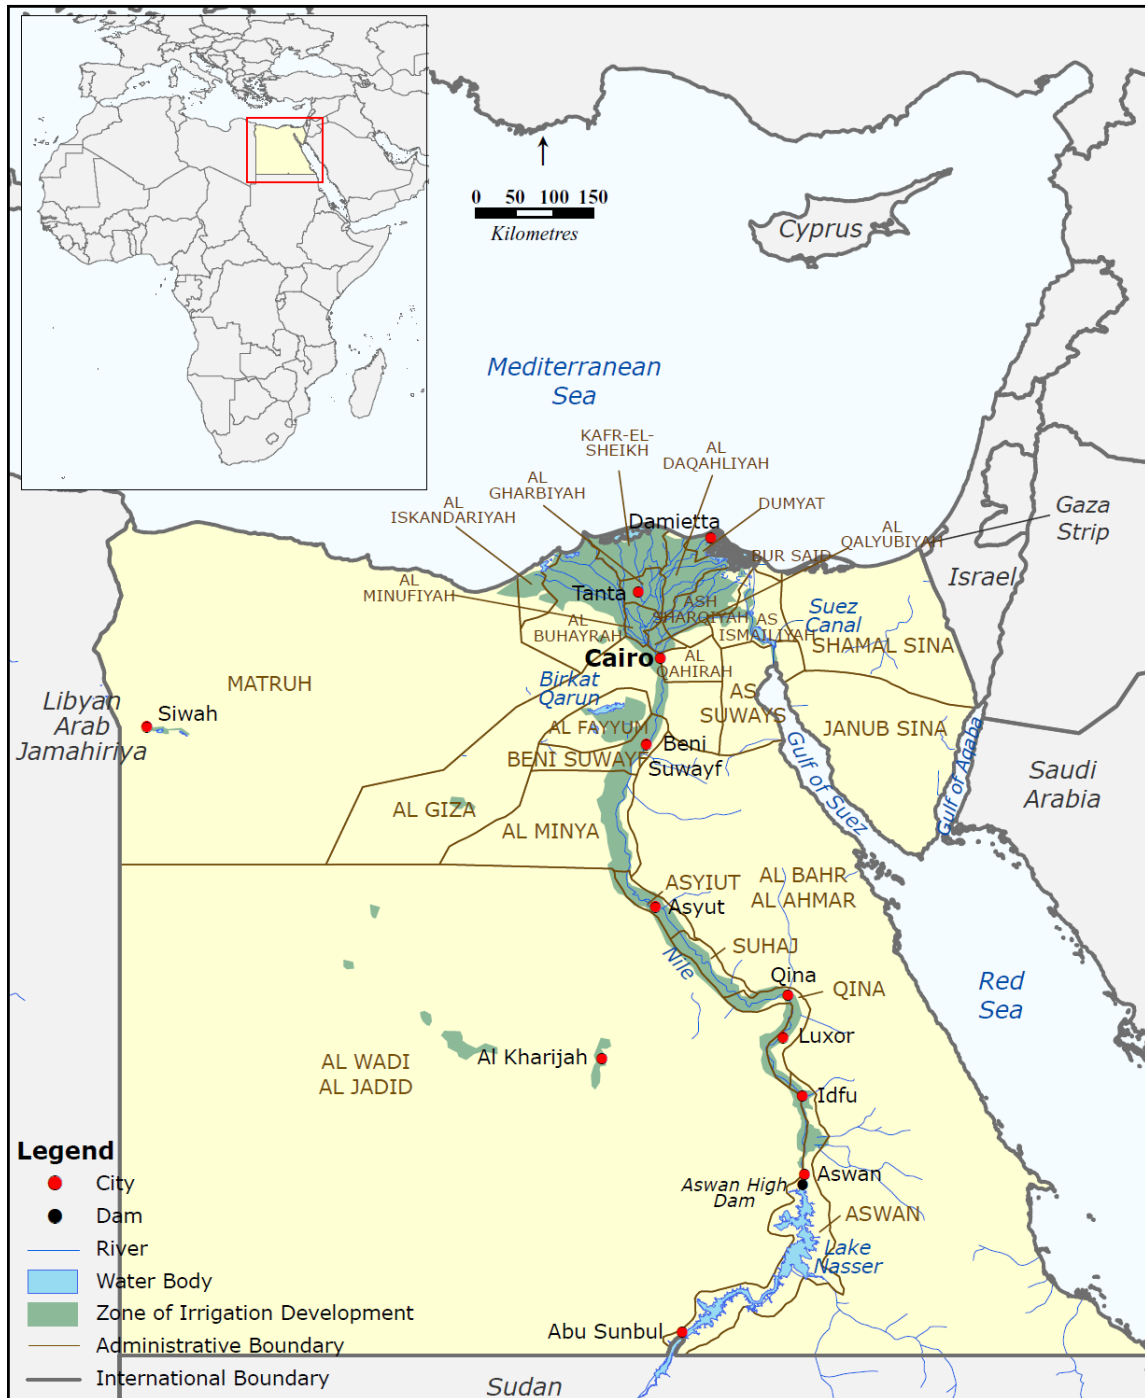 0 50 100 150
Kilometres
Cyprus
Mediterranean
Sea
KAFR-EL-
SHEIKH
AL
DAQAHLIYAH
AL
GHARBIYAH
AL
ISKANDARIYAH
DUMYAT
Damietta
Gaza
Strip
AL
QALYUBIYAH
BUR SAID
Israel
AL
MINUFIYAH
Tanta
ASH
SHARQIYAH
AS
ISMAILIYAH
Suez
Canal
AL
BUHAYRAH
SHAMAL SINA
Cairo
AL
QAHIRAH
Birkat
Qarun
MATRUH
Libyan
Arab
Jamahiriya
Siwah
AS
SUWAYS
JANUB SINA
AL FAYYUM
Beni
Suwayf
BENI SUWAYF
Gulf of Suez
Gulf of Aqaba
Saudi
Arabia
AL GIZA
AL MINYA
ASYIUT
Asyut
AL BAHR
AL AHMAR
SUHAJ
Nile
Qina
QINA
Red
Sea
Luxor
Al Kharijah
AL WADI
AL JADID
Idfu
Aswan
Aswan High
Dam
ASWAN
Lake
Nasser
Abu Sunbul
Sudan
Legend
City
Dam
River
Water Body
Zone of Irrigation Development
Administrative Boundary
International Boundary